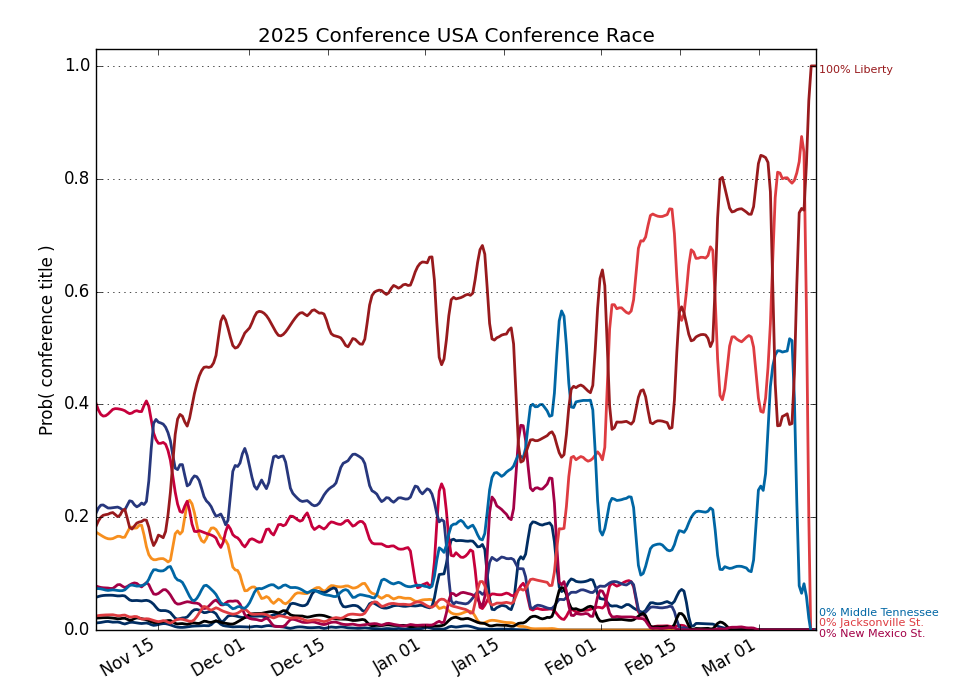 2025 Conference USA Conference Race
Prob( conference title )
1.0
0.8
0.6
0.4
0.2
0.0
100% Liberty
0% Middle Tennessee
0% Jacksonville St.
0% New Mexico St.
Nov 15
Dec 01
Dec 15
Jan 01
Jan 15
Feb 01
Feb 15
Mar 01